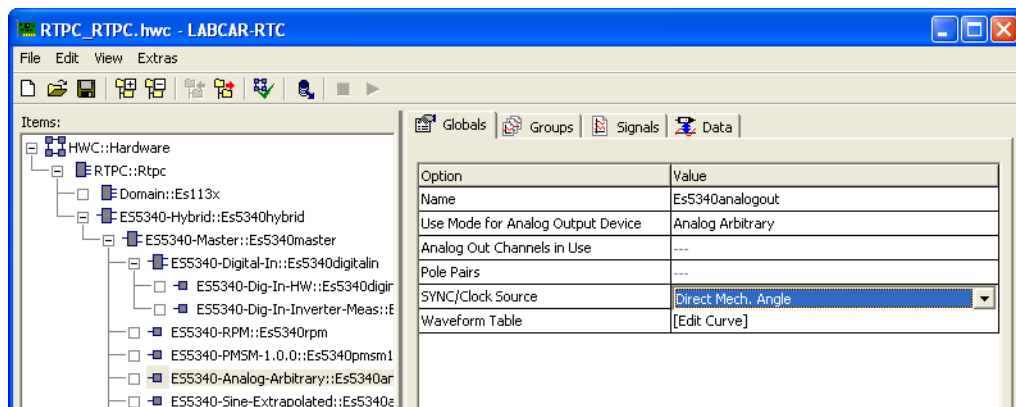 RTPC_RTPC.hwc - LABCAR-RTC
File Edit View Extras
Items:
HWC::Hardware
RTPC::Rtpc
Domain::Es113x
ES5340-Hybrid::Es5340hybrid
ES5340-Master::Es5340master
ES5340-Digital-In::Es5340digitalin
ES5340-Dig-In-HW::Es5340digir
ES5340-Dig-In-Inverter-Meas::E
ES5340-RPM::Es5340rpm
ES5340-PMSM-1.0.0::Es5340pmsm1
ES5340-Analog-Arbitrary::Es5340ar
ES5340-Sine-Extrapolated::Es5340a
Globals Groups Signals Data
Option Value
Name Es5340analogout
Use Mode for Analog Output Device Analog Arbitrary
Analog Out Channels in Use ---
Pole Pairs ---
SYNC/Clock Source Direct Mech. Angle
Waveform Table [Edit Curve]